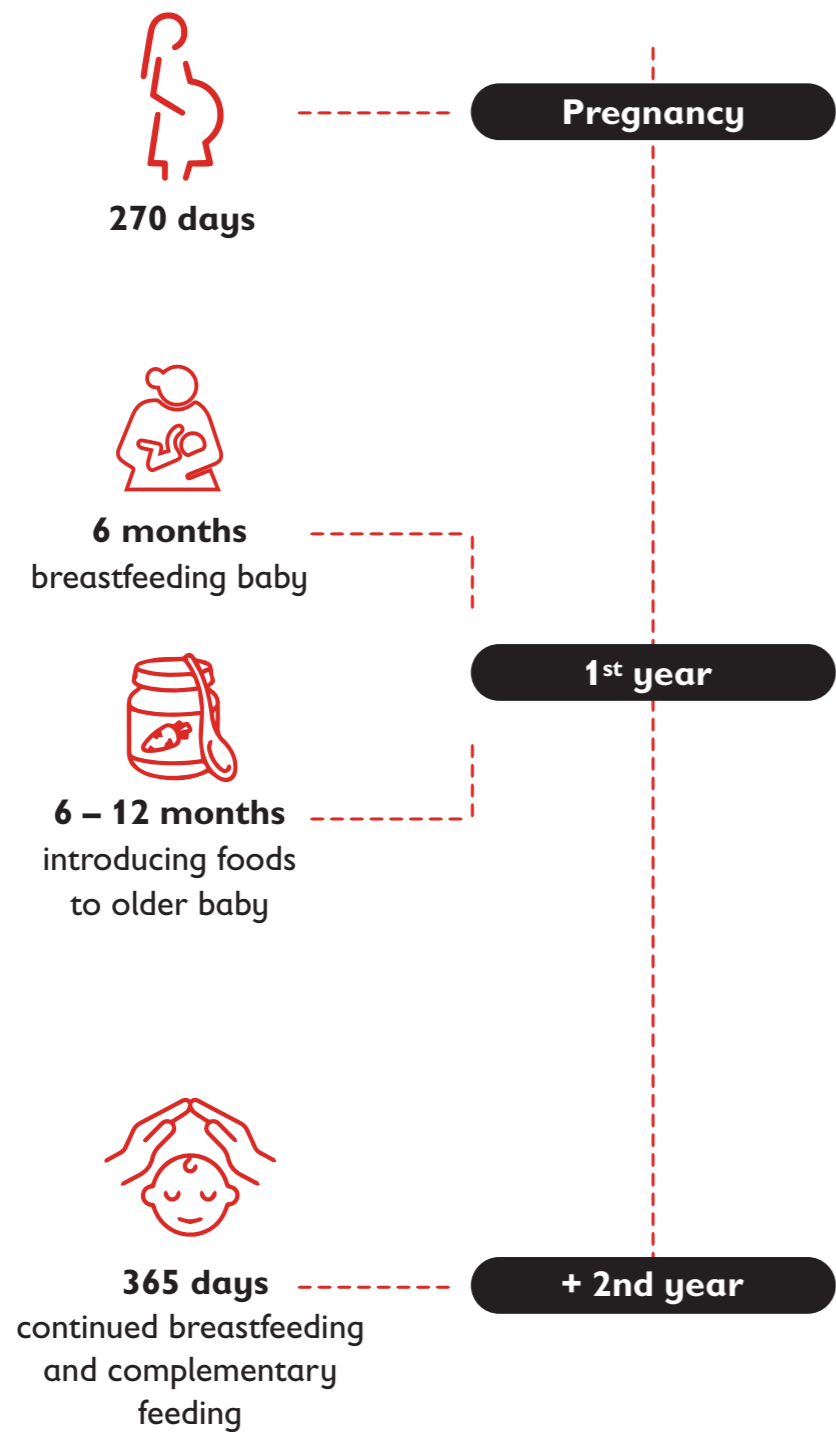 Pregnancy
270 days
6 months
breastfeeding baby
1st year
6 – 12 months
introducing foods
to older baby
365 days
continued breastfeeding
and complementary
feeding
+ 2nd year